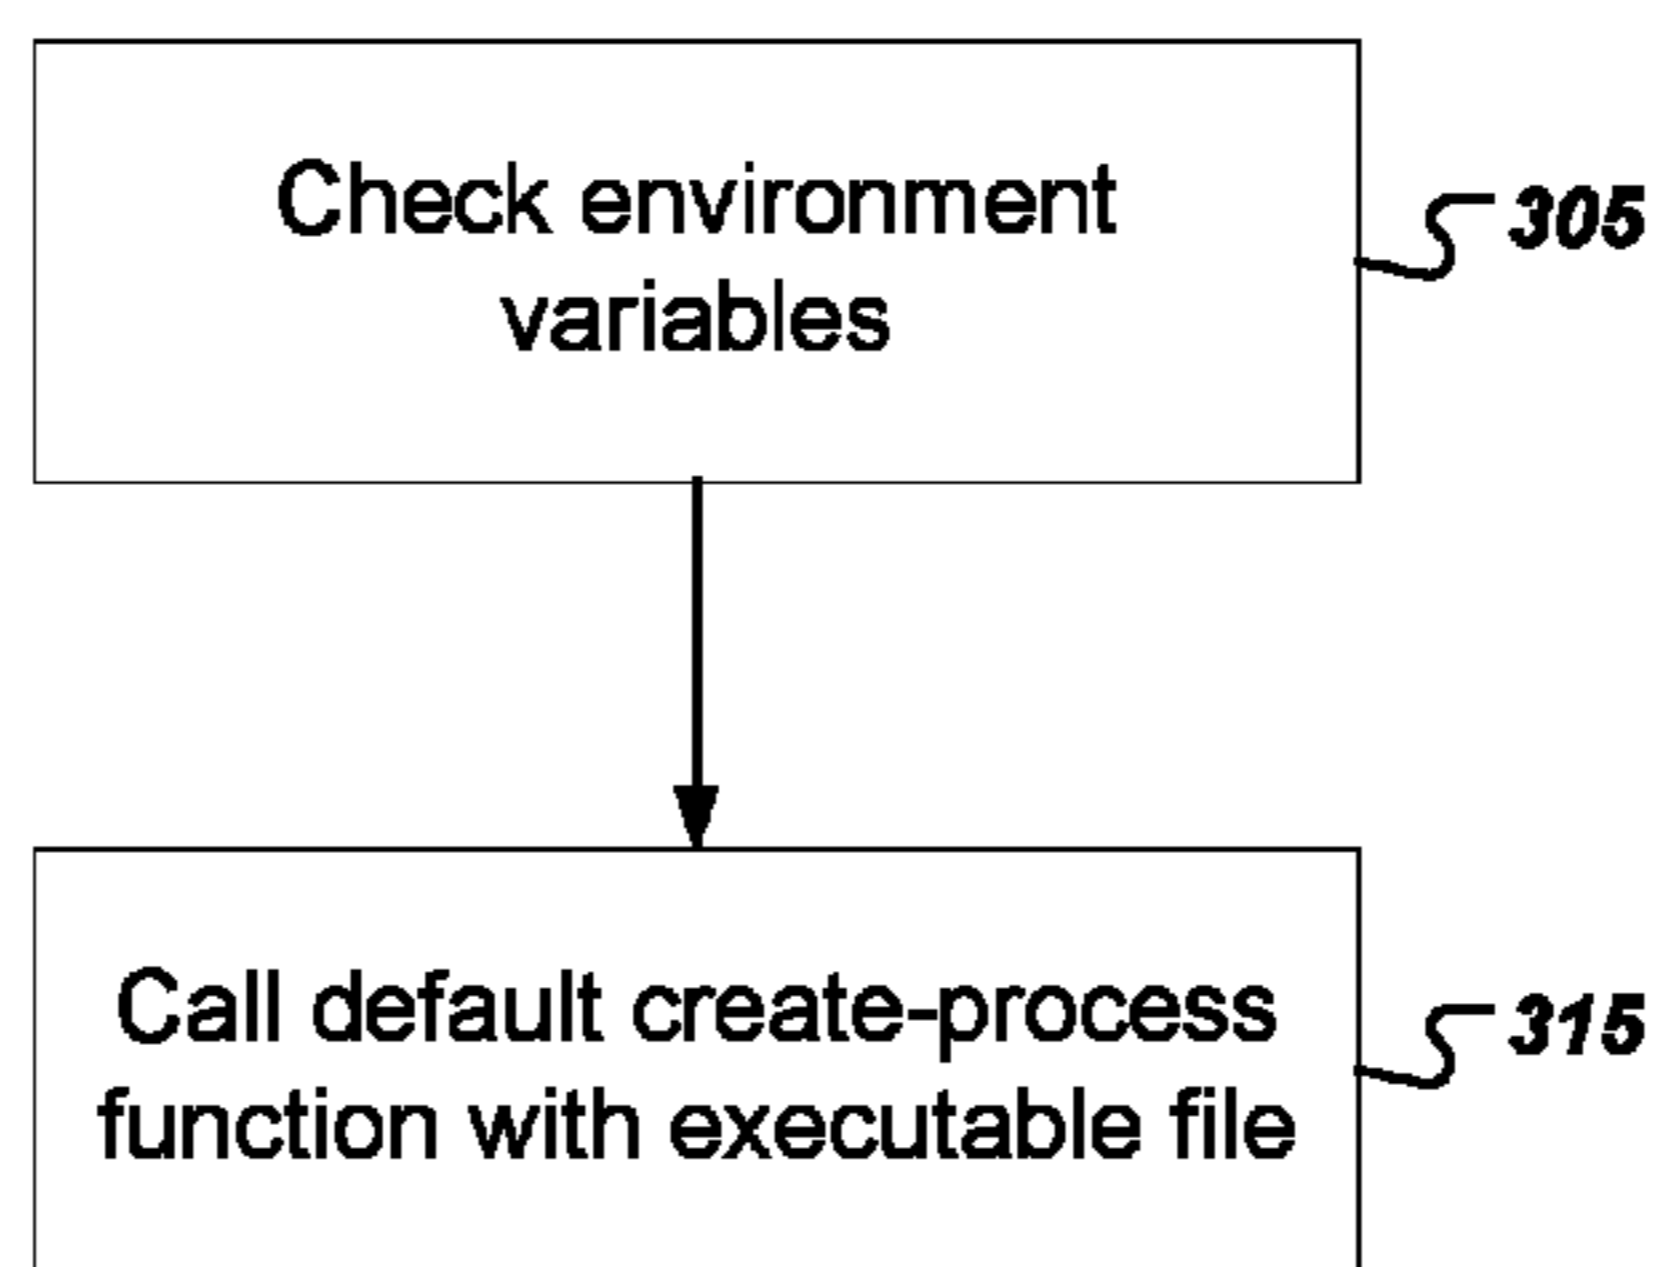 Check environment
variables
305
Call default create-process
function with executable file
315